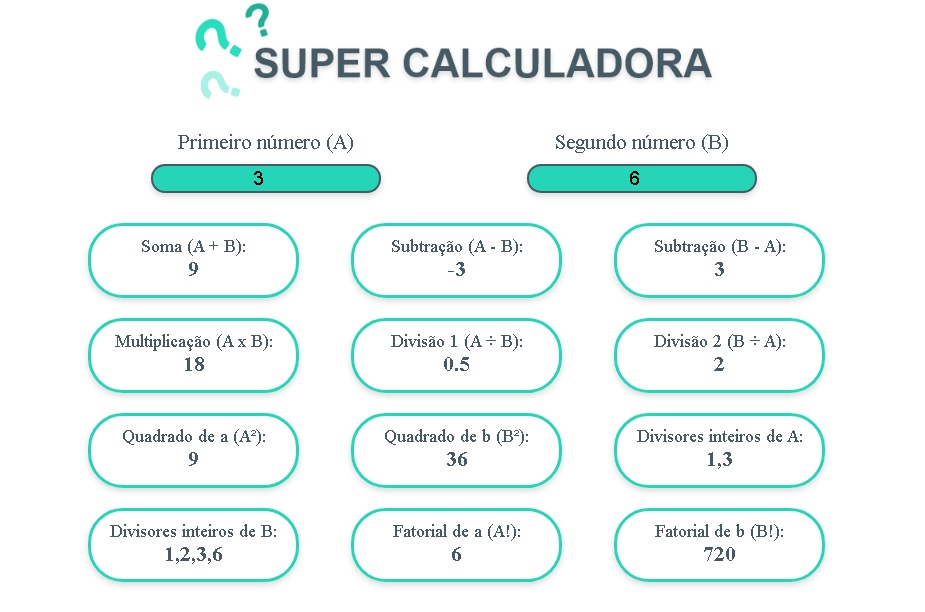 SUPER CALCULADORA
Primeiro número (A)
Segundo número (B)
3
6
Soma (A + B):
9
Subtração (A - B):
-3
Subtração (B - A):
3
Multiplicação (A x B):
18
Divisão 1 (A ÷ B):
0.5
Divisão 2 (B ÷ A):
2
Quadrado de a (A²):
9
Quadrado de b (B²):
36
Divisores inteiros de A:
1,3
Divisores inteiros de B:
1,2,3,6
Fatorial de a (A!):
6
Fatorial de b (B!):
720